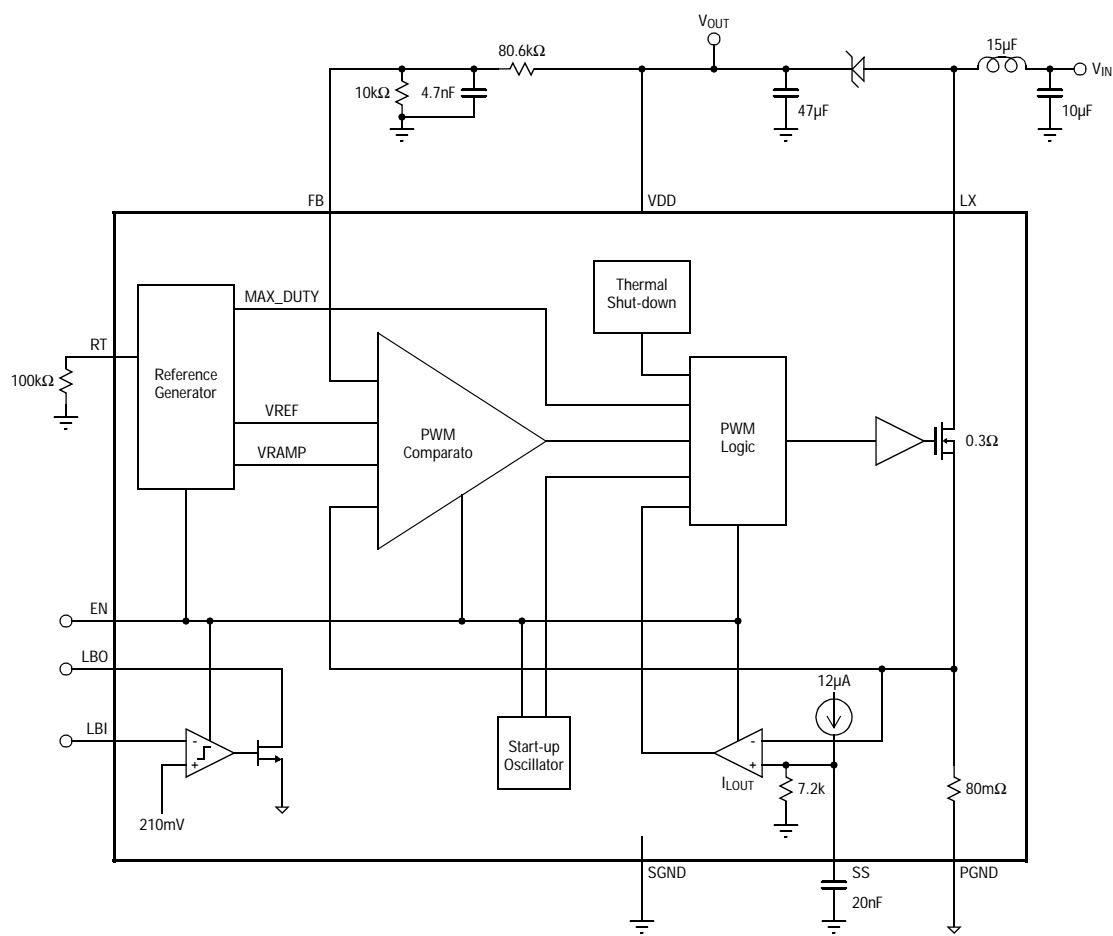 VOUT
80.6kΩ
15µF
VIN
10kΩ
4.7nF
47µF
10µF
FB
VDD
LX
Thermal
Shut-down
MAX_DUTY
RT
100kΩ
Reference
Generator
VREF
VRAMP
PWM
Comparato
PWM
Logic
0.3Ω
EN
LBO
LBI
-
+
210mV
Start-up
Oscillator
12µA
-
+
ILOUT
7.2k
80mΩ
SGND
SS
20nF
PGND